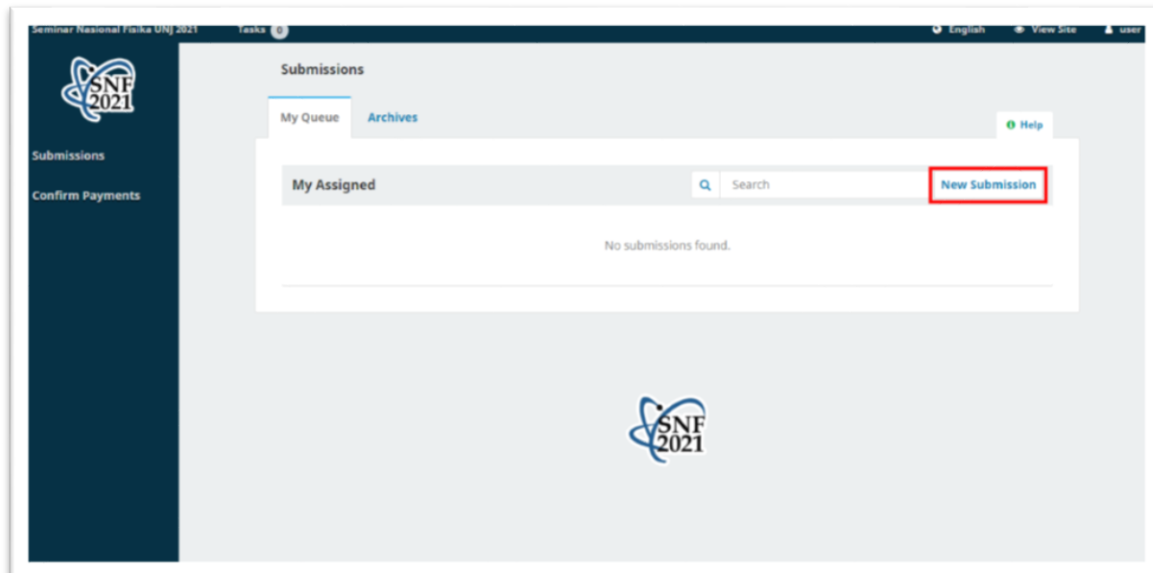 Seminar Nasional Fisika UNJ 2021 Tasks 0 English View Site user
SNF
2021
Submissions
My Queue Archives
Help
Submissions
Confirm Payments
My Assigned Search New Submission
No submissions found.
SNF
2021